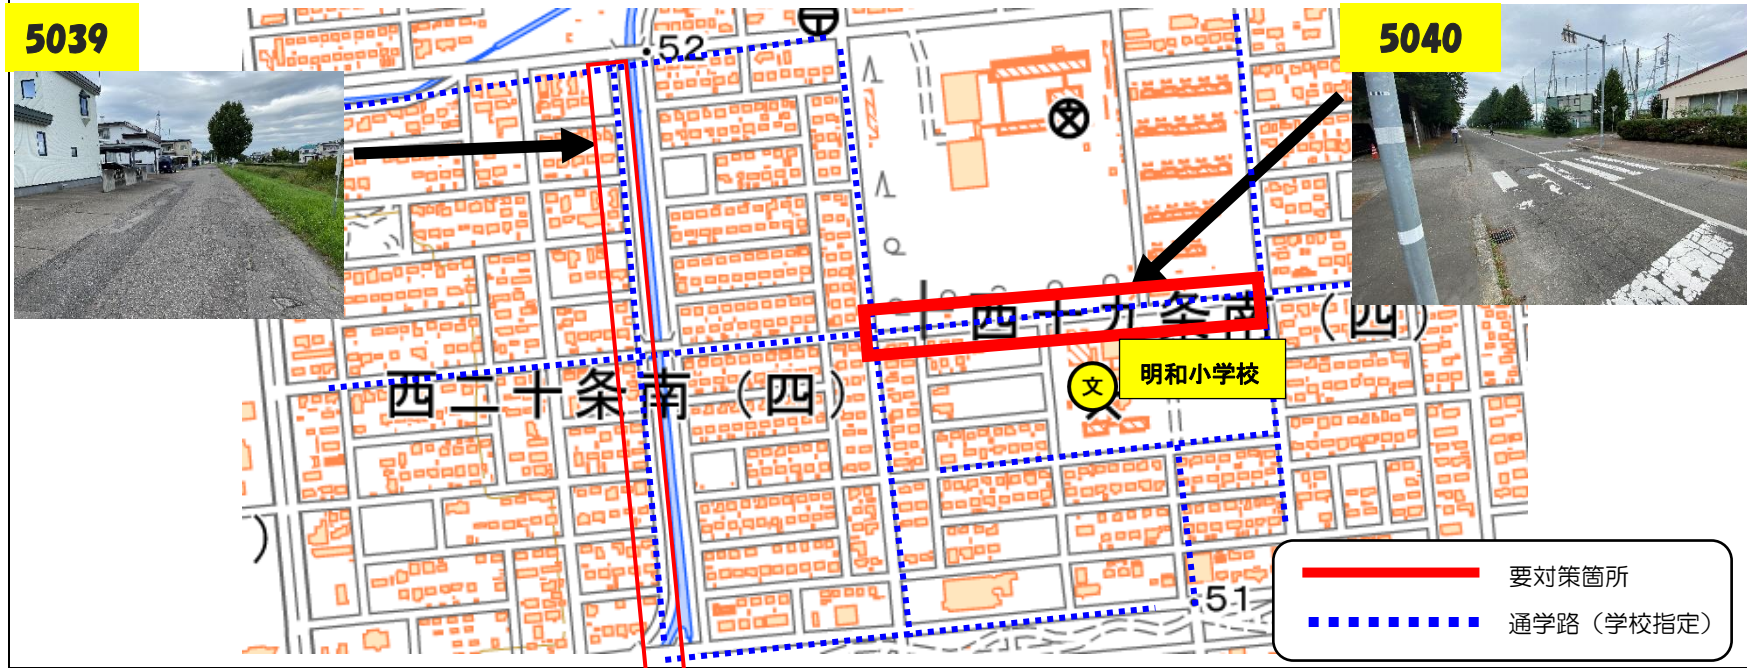 5039
5040
52
西十九条南（四）
明和小学校
文
西二十条南（四）
）
51
要対策箇所
通学路（学校指定）